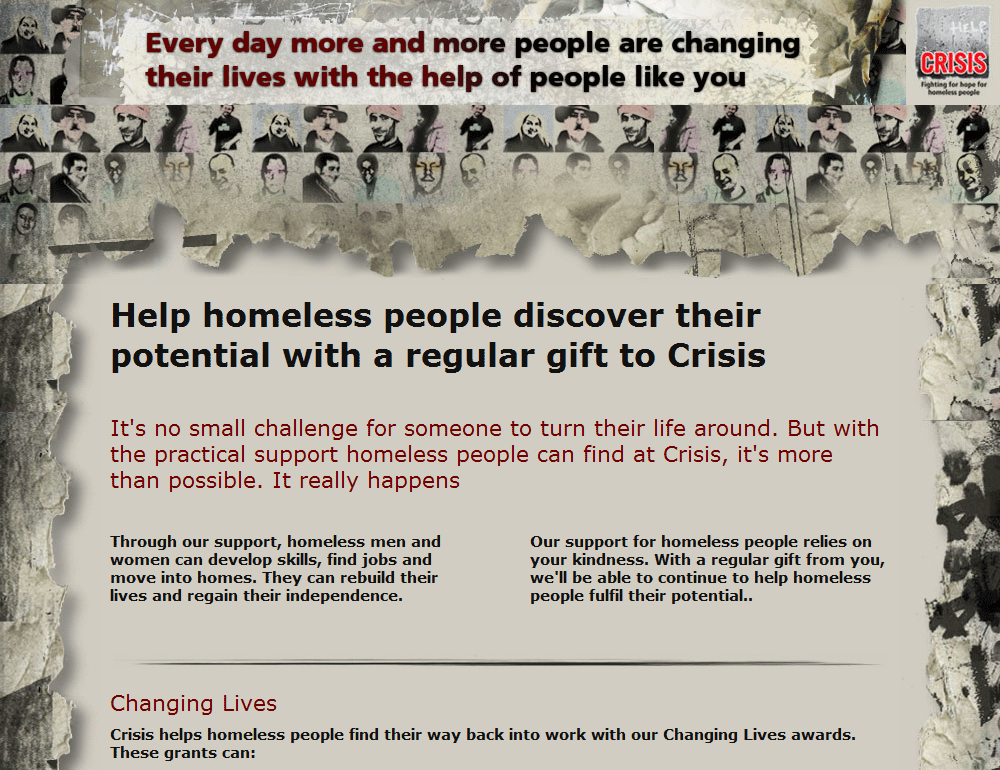 Every day more and more people are changing
their lives with the help of people like you
HELP
CRISIS
Fighting for hope for
homeless people
Help homeless people discover their
potential with a regular gift to Crisis
It's no small challenge for someone to turn their life around. But with
the practical support homeless people can find at Crisis, it's more
than possible. It really happens
Through our support, homeless men and
women can develop skills, find jobs and
move into homes. They can rebuild their
lives and regain their independence.
Our support for homeless people relies on
your kindness. With a regular gift from you,
we'll be able to continue to help homeless
people fulfil their potential..
Changing Lives
Crisis helps homeless people find their way back into work with our Changing Lives awards.
These grants can: